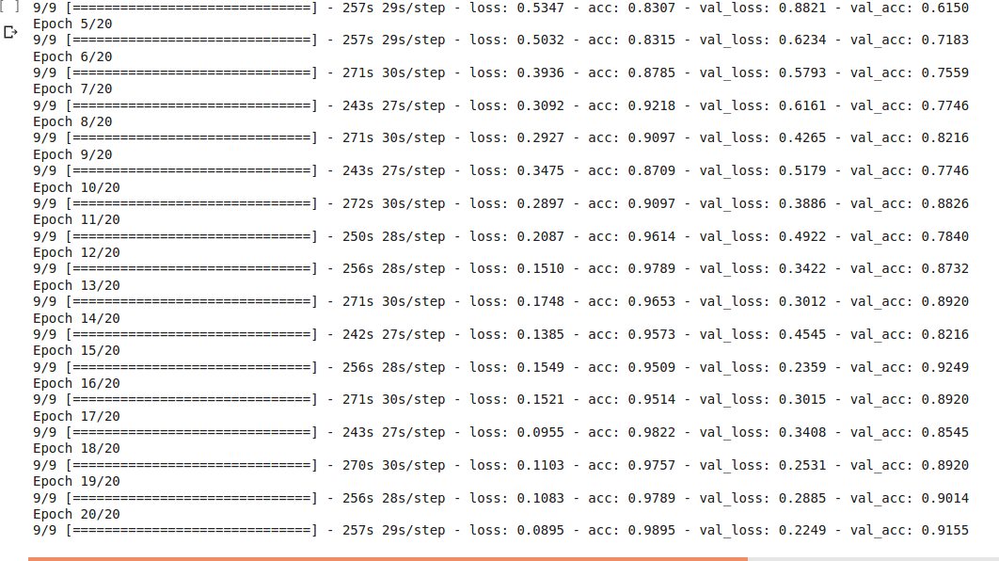 [ ] 9/9 [==============================] - 257s 29s/step - loss: 0.5347 - acc: 0.8307 - val_loss: 0.8821 - val_acc: 0.6150
Epoch 5/20
9/9 [==============================] - 257s 29s/step - loss: 0.5032 - acc: 0.8315 - val_loss: 0.6234 - val_acc: 0.7183
Epoch 6/20
9/9 [==============================] - 271s 30s/step - loss: 0.3936 - acc: 0.8785 - val_loss: 0.5793 - val_acc: 0.7559
Epoch 7/20
9/9 [==============================] - 243s 27s/step - loss: 0.3092 - acc: 0.9218 - val_loss: 0.6161 - val_acc: 0.7746
Epoch 8/20
9/9 [==============================] - 271s 30s/step - loss: 0.2927 - acc: 0.9097 - val_loss: 0.4265 - val_acc: 0.8216
Epoch 9/20
9/9 [==============================] - 243s 27s/step - loss: 0.3475 - acc: 0.8709 - val_loss: 0.5179 - val_acc: 0.7746
Epoch 10/20
9/9 [==============================] - 272s 30s/step - loss: 0.2897 - acc: 0.9097 - val_loss: 0.3886 - val_acc: 0.8826
Epoch 11/20
9/9 [==============================] - 250s 28s/step - loss: 0.2087 - acc: 0.9614 - val_loss: 0.4922 - val_acc: 0.7840
Epoch 12/20
9/9 [==============================] - 256s 28s/step - loss: 0.1510 - acc: 0.9789 - val_loss: 0.3422 - val_acc: 0.8732
Epoch 13/20
9/9 [==============================] - 271s 30s/step - loss: 0.1748 - acc: 0.9653 - val_loss: 0.3012 - val_acc: 0.8920
Epoch 14/20
9/9 [==============================] - 242s 27s/step - loss: 0.1385 - acc: 0.9573 - val_loss: 0.4545 - val_acc: 0.8216
Epoch 15/20
9/9 [==============================] - 256s 28s/step - loss: 0.1549 - acc: 0.9509 - val_loss: 0.2359 - val_acc: 0.9249
Epoch 16/20
9/9 [==============================] - 271s 30s/step - loss: 0.1521 - acc: 0.9514 - val_loss: 0.3015 - val_acc: 0.8920
Epoch 17/20
9/9 [==============================] - 243s 27s/step - loss: 0.0955 - acc: 0.9822 - val_loss: 0.3408 - val_acc: 0.8545
Epoch 18/20
9/9 [==============================] - 270s 30s/step - loss: 0.1103 - acc: 0.9757 - val_loss: 0.2531 - val_acc: 0.8920
Epoch 19/20
9/9 [==============================] - 256s 28s/step - loss: 0.1083 - acc: 0.9789 - val_loss: 0.2885 - val_acc: 0.9014
Epoch 20/20
9/9 [==============================] - 257s 29s/step - loss: 0.0895 - acc: 0.9895 - val_loss: 0.2249 - val_acc: 0.9155